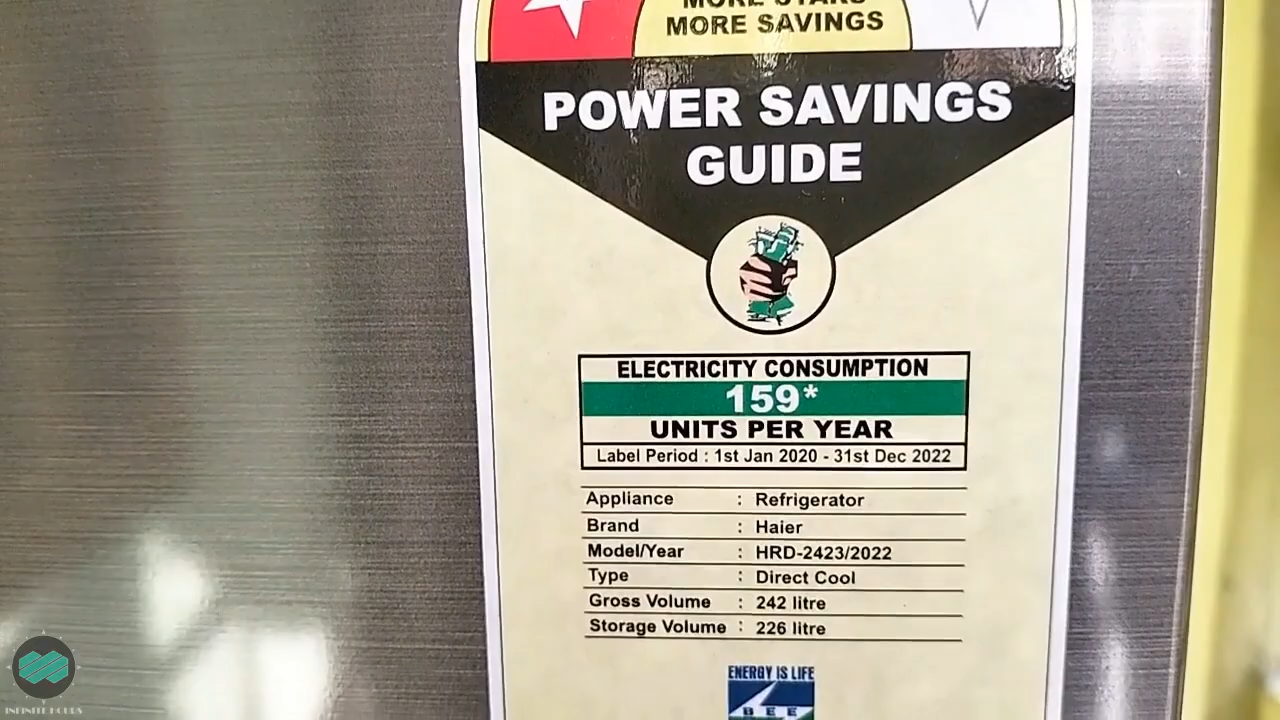 MORE STARS
MORE SAVINGS
POWER SAVINGS
GUIDE
ELECTRICITY CONSUMPTION
159*
UNITS PER YEAR
Label Period : 1st Jan 2020 - 31st Dec 2022
Appliance : Refrigerator
Brand : Haier
Model/Year : HRD-2423/2022
Type : Direct Cool
Gross Volume : 242 litre
Storage Volume : 226 litre
ENERGY IS LIFE
BEE
INFINITE HOURS